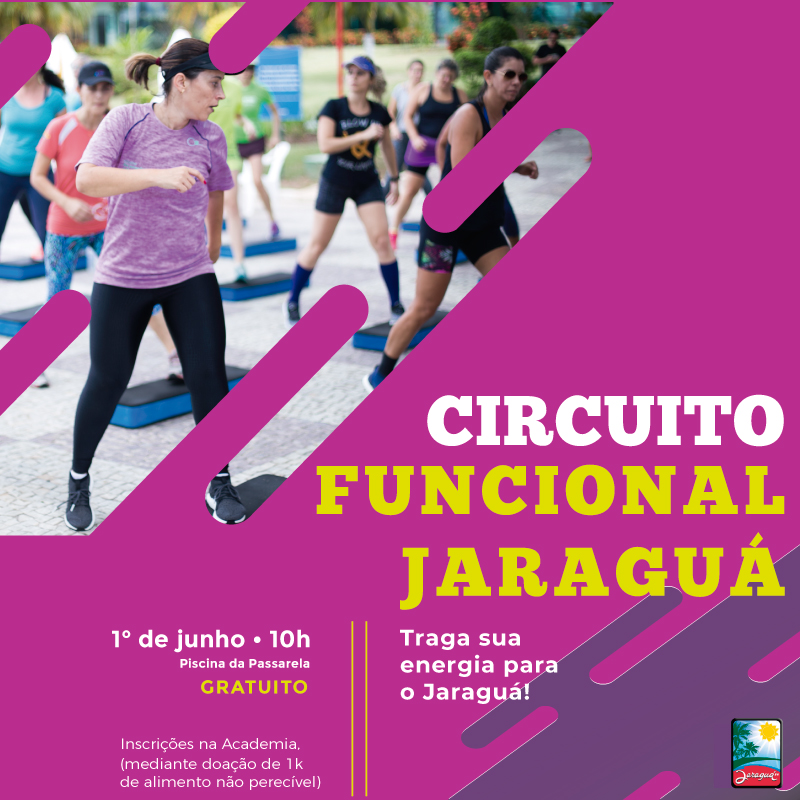 CIRCUITO
FUNCIONAL
JARAGUÁ
1º de junho • 10h
Piscina da Passarela
GRATUITO
Traga sua
energia para
o Jaraguá!
Inscrições na Academia,
(mediante doação de 1k
de alimento não perecível)
Jaraguá